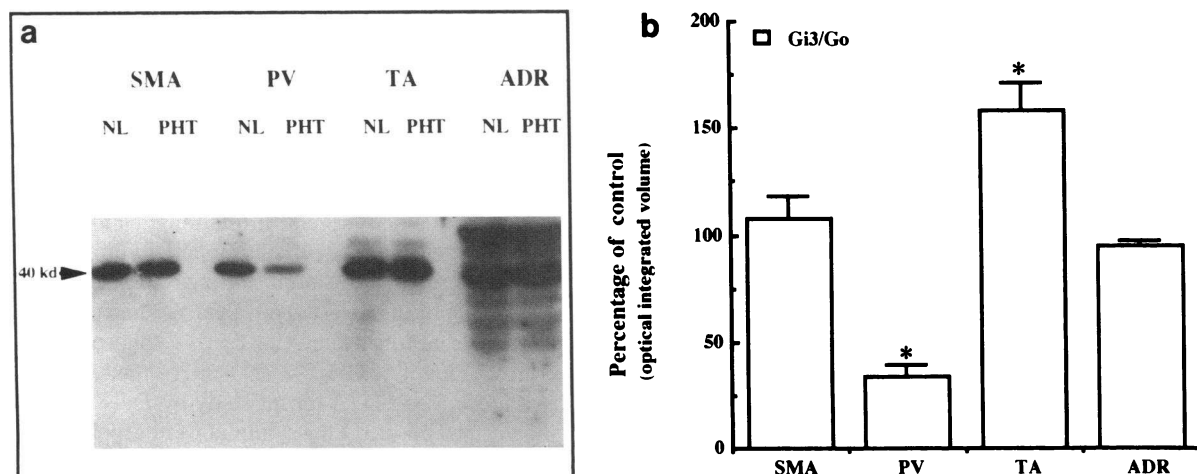 a
SMA PV TA ADR
NL PHT NL PHT NL PHT NL PHT
40 kd
b
Gi3/Go
Percentage of control
(optical integrated volume)
200
150
100
50
0
SMA PV TA ADR